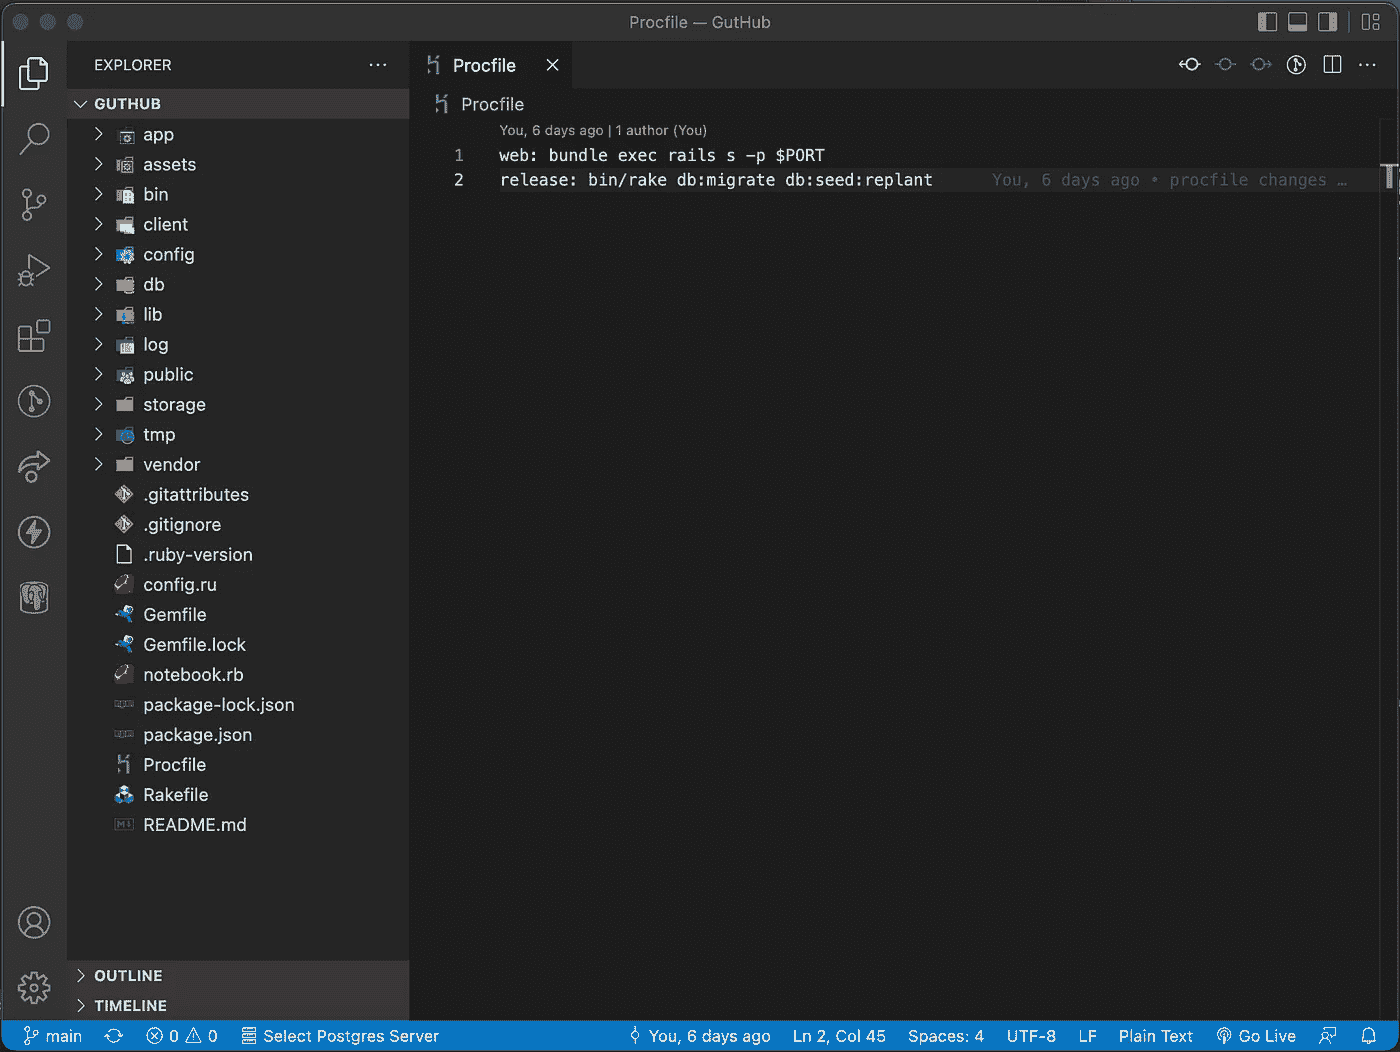 Procfile — GutHub
EXPLORER
GUTHUB
app
assets
bin
client
config
db
lib
log
public
storage
tmp
vendor
.gitattributes
.gitignore
.ruby-version
config.ru
Gemfile
Gemfile.lock
notebook.rb
package-lock.json
package.json
Procfile
Rakefile
README.md
OUTLINE
TIMELINE
Procfile
Procfile
You, 6 days ago | 1 author (You)
1 web: bundle exec rails s -p $PORT
2 release: bin/rake db:migrate db:seed:replant You, 6 days ago • procfile changes …
main 0 0 Select Postgres Server You, 6 days ago Ln 2, Col 45 Spaces: 4 UTF-8 LF Plain Text Go Live